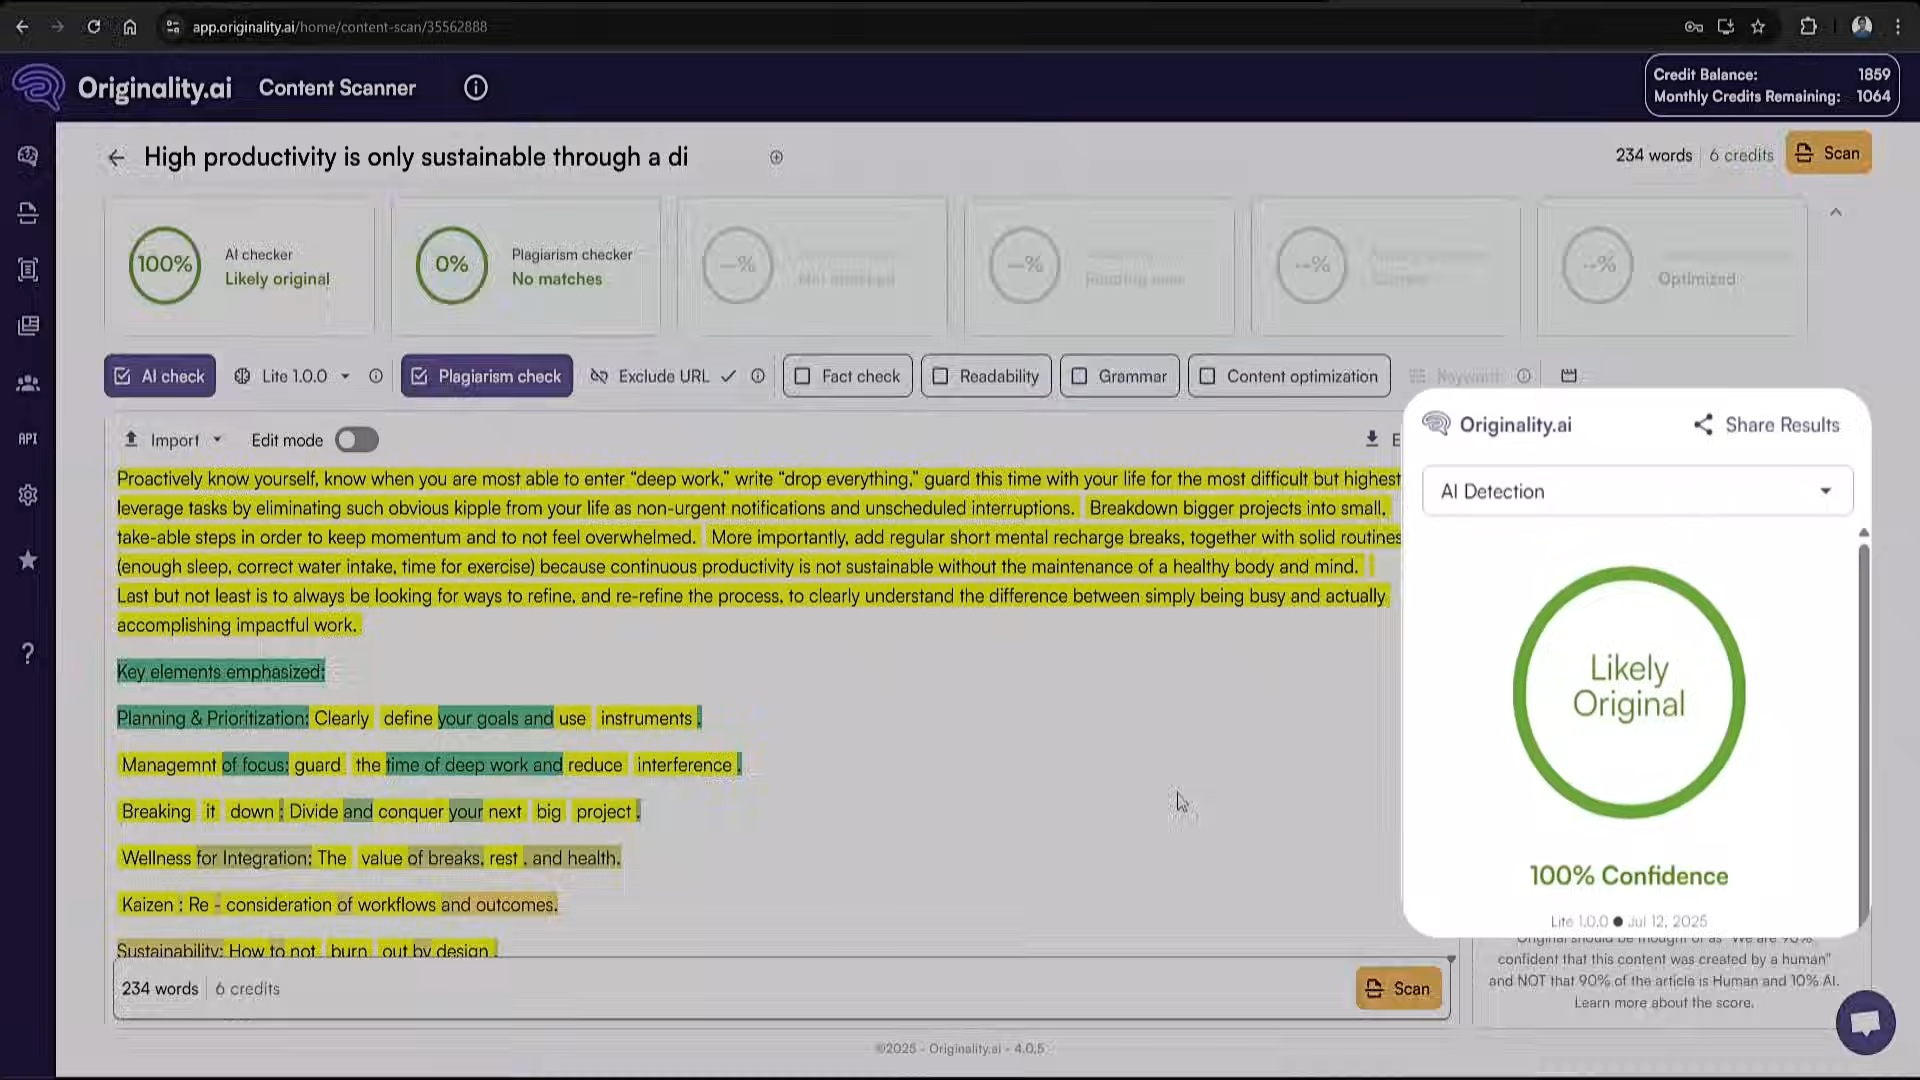 app.originality.ai/home/content-scan/35562888
Originality.ai
Content Scanner
Credit Balance: 1859
Monthly Credits Remaining: 1064
High productivity is only sustainable through a di
234 words
6 credits
Scan
100%
AI checker
Likely original
0%
Plagiarism checker
No matches
--%
--%
--%
--%
Optimized
AI check
Lite 1.0.0
Plagiarism check
Exclude URL
Fact check
Readability
Grammar
Content optimization
API
Import
Edit mode
E
Proactively know yourself, know when you are most able to enter “deep work,” write “drop everything,” guard this time with your life for the most difficult but highest
leverage tasks by eliminating such obvious kipple from your life as non-urgent notifications and unscheduled interruptions. Breakdown bigger projects into small,
take-able steps in order to keep momentum and to not feel overwhelmed. More importantly, add regular short mental recharge breaks, together with solid routines
(enough sleep, correct water intake, time for exercise) because continuous productivity is not sustainable without the maintenance of a healthy body and mind.
Last but not least is to always be looking for ways to refine, and re-refine the process, to clearly understand the difference between simply being busy and actually
accomplishing impactful work.
Key elements emphasized:
Planning & Prioritization: Clearly define your goals and use instruments .
Managemnt of focus: guard the time of deep work and reduce interference .
Breaking it down : Divide and conquer your next big project .
Wellness for Integration: The value of breaks, rest , and health.
Kaizen : Re - consideration of workflows and outcomes.
Sustainability: How to not burn out by design .
234 words
6 credits
Scan
Originality.ai
Share Results
AI Detection
Likely
Original
100% Confidence
Lite 1.0.0 ● Jul 12, 2025
Original should be thought of as "We are 90%
confident that this content was created by a human"
and NOT that 90% of the article is Human and 10% AI.
Learn more about the score.
©2025 - Originality.ai - 4.0.5